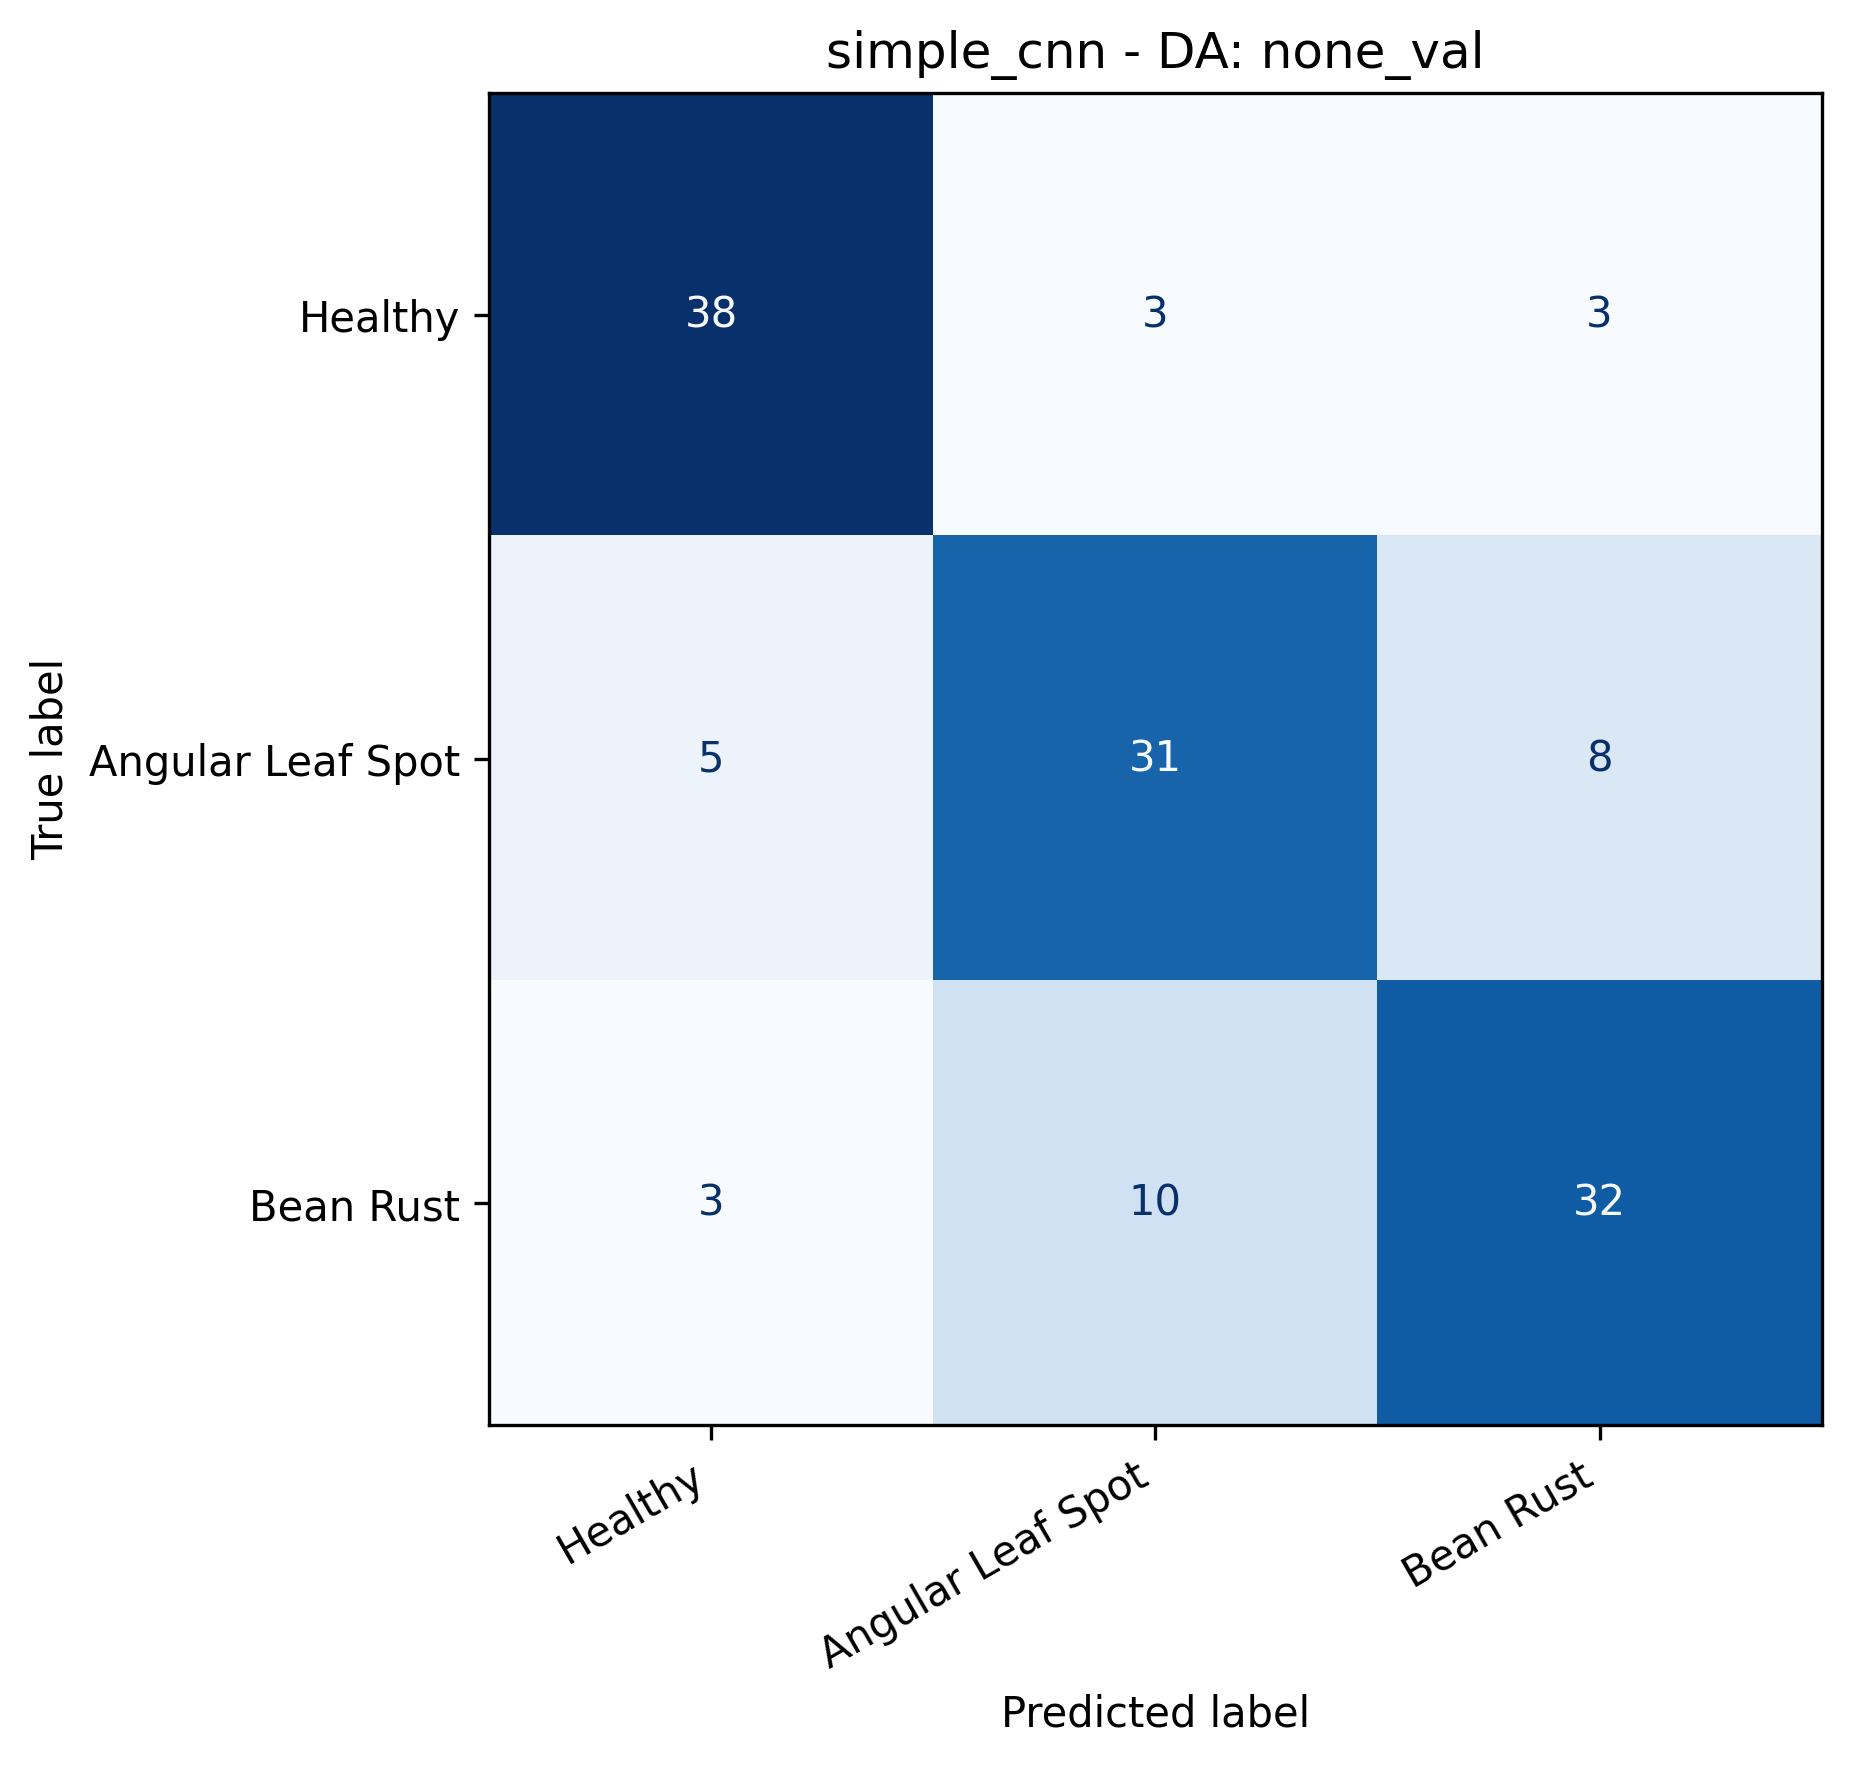 simple_cnn - DA: none_val
True label
Healthy 38 3 3
Angular Leaf Spot 5 31 8
Bean Rust 3 10 32
Healthy
Angular Leaf Spot
Bean Rust
Predicted label